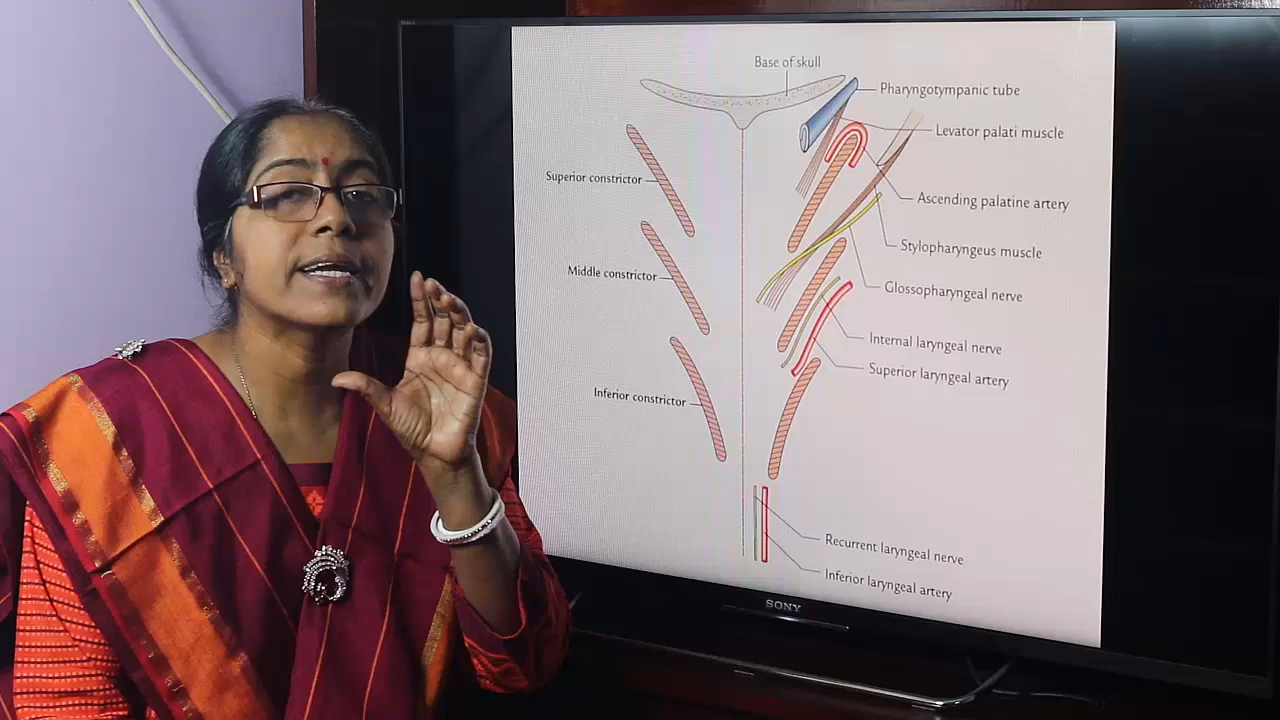 Base of skull
Pharyngotympanic tube
Levator palati muscle
Superior constrictor
Ascending palatine artery
Stylopharyngeus muscle
Middle constrictor
Glossopharyngeal nerve
Internal laryngeal nerve
Superior laryngeal artery
Inferior constrictor
Recurrent laryngeal nerve
Inferior laryngeal artery
SONY